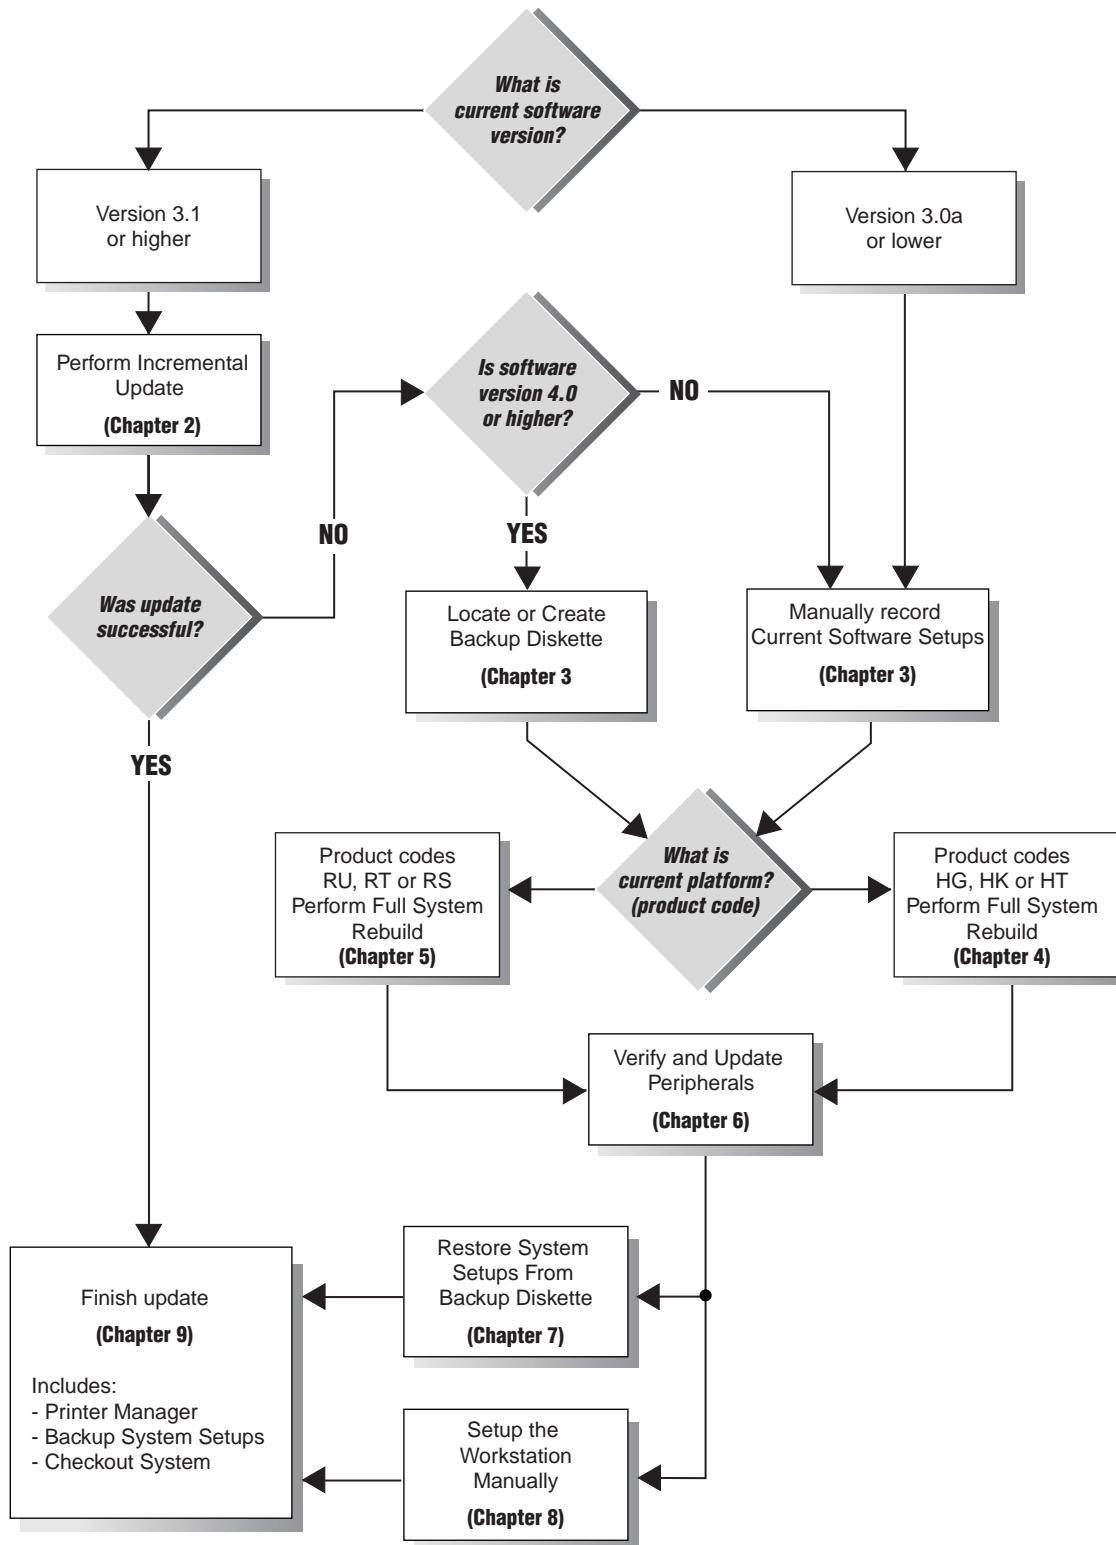 What is
current software
version?
Version 3.1
or higher
Version 3.0a
or lower
Perform Incremental
Update
(Chapter 2)
Is software
version 4.0
or higher?
NO
NO
YES
Was update
successful?
Locate or Create
Backup Diskette
(Chapter 3
Manually record
Current Software Setups
(Chapter 3)
YES
Product codes
RU, RT or RS
Perform Full System
Rebuild
(Chapter 5)
What is
current platform?
(product code)
Product codes
HG, HK or HT
Perform Full System
Rebuild
(Chapter 4)
Verify and Update
Peripherals
(Chapter 6)
Restore System
Setups From
Backup Diskette
(Chapter 7)
Finish update
(Chapter 9)
Includes:
- Printer Manager
- Backup System Setups
- Checkout System
Setup the
Workstation
Manually
(Chapter 8)